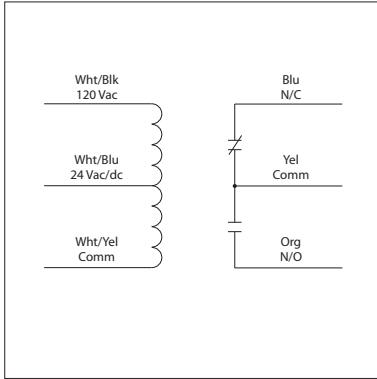 Wht/Blk
120 Vac
Wht/Blu
24 Vac/dc
Wht/Yel
Comm
Blu
N/C
Yel
Comm
Org
N/O